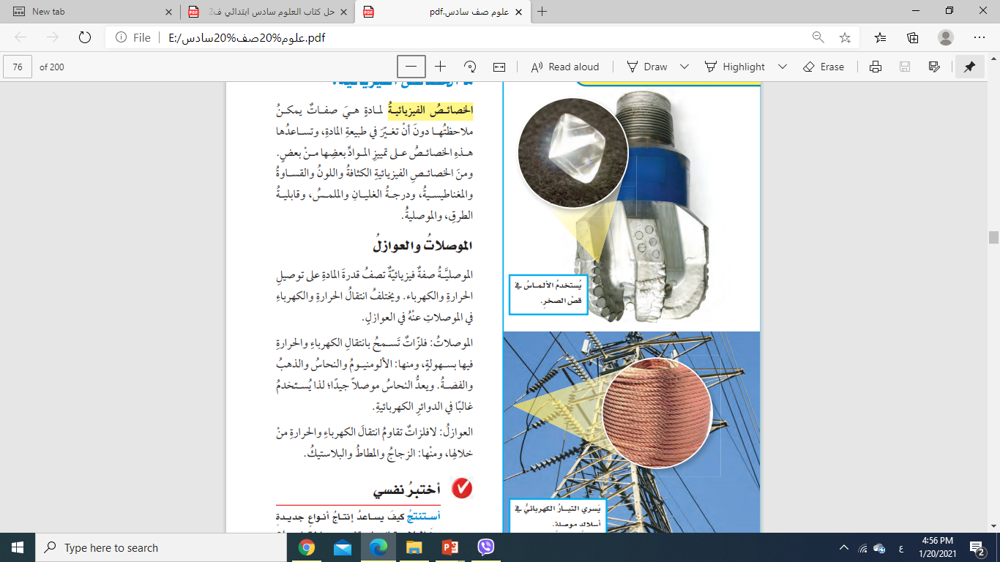 New tab
حل كتاب العلوم سادس ابتدائي ف2
علوم صف سادس.pdf
File
E:/علوم%20صف%20سادس.pdf
76
of 200
Read aloud
Draw
Highlight
Erase
الخصائصُ الفيزيائيةُ لمادةٍ هيَ صفاتٌ يمكنُ
ملاحظتُها دونَ أنْ تغيّرَ في طبيعةِ المادةِ، وتساعدُها
هذهِ الخصائصُ على تمييزِ الموادِّ بعضِها منْ بعضٍ.
ومنَ الخصائصِ الفيزيائيةِ الكثافةُ واللونُ والقساوةُ
والمغناطيسيةُ، ودرجةُ الغليانِ والملمسُ، وقابليةُ
الطرقِ، والموصليةُ.
الموصلاتُ والعوازلُ
الموصليَّةُ صفةٌ فيزيائيّةٌ تصفُ قدرةَ المادةِ على توصيلِ
الحرارةِ والكهرباء. ويختلفُ انتقالُ الحرارةِ والكهرباءِ
في الموصلاتِ عنْهُ في العوازلِ.
الموصلاتُ: فلزّاتٌ تَسمحُ بانتقالِ الكهرباءِ والحرارةِ
فيها بسهولةٍ، ومنها: الألومنيومُ والنحاسُ والذهبُ
والفضةُ. ويعدُّ النحاسُ موصلاً جيدًا؛ لذا يُستخدمُ
غالبًا في الدوائرِ الكهربائيةِ.
العوازلُ: لافلزاتٌ تقاومُ انتقالَ الكهرباءِ والحرارةِ منْ
خلالِها، ومنْها: الزجاجُ والمطاطُ والبلاستيكُ.
أختبرُ نفسي
أستنتجُ كيفَ يساعدُ إنتاجُ أنواعٍ جديدةٍ
يُستخدمُ الألماسُ في
قصّ الصخرِ.
يَسري التيارُ الكهربائيُّ في
أسلاك موصلة.
Type here to search
ع
4:56 PM
1/20/2021
2